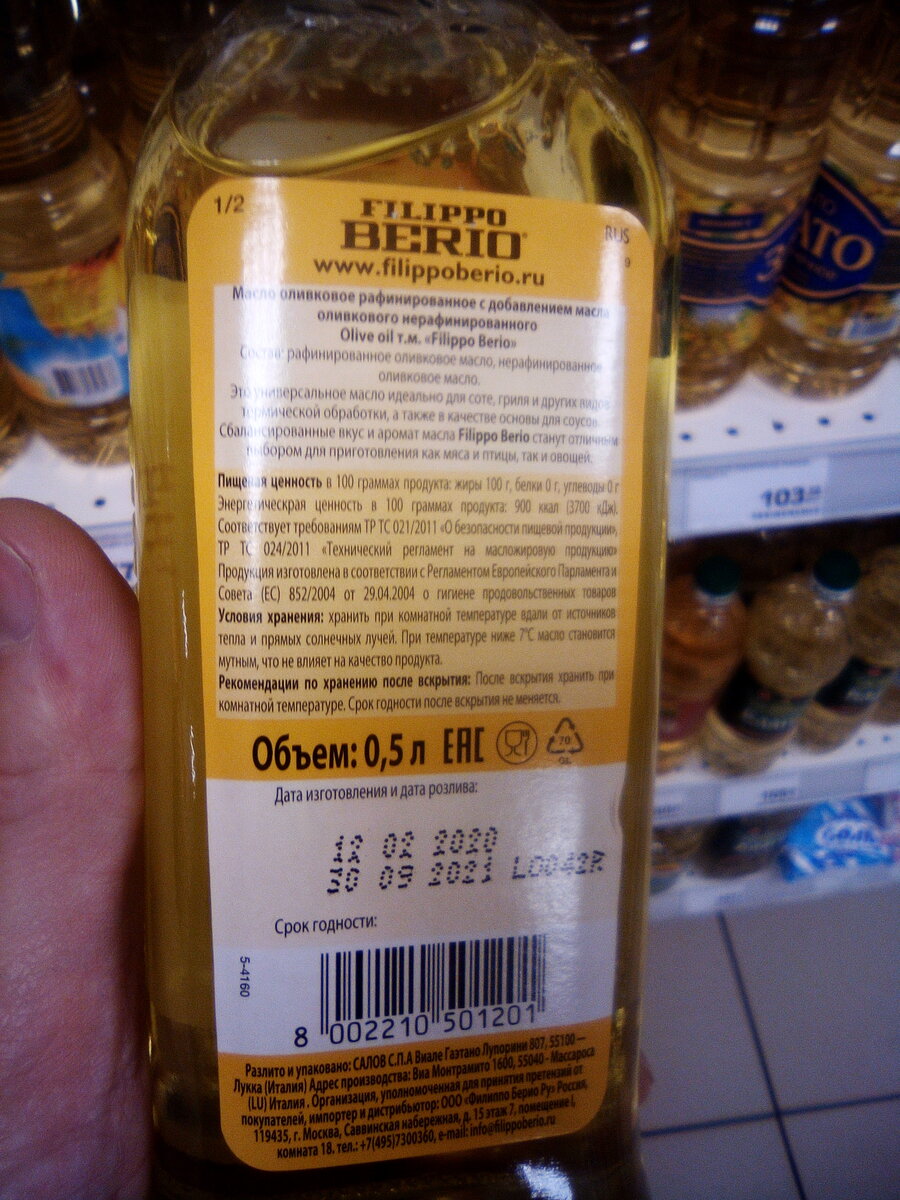 1/2
FILIPPO
BERIO
RUS
www.filippoberio.ru
Масло оливковое рафинированное с добавлением масла
оливкового нерафинированного
Olive oil т.м. «Filippo Berio»
Состав: рафинированное оливковое масло, нерафинированное
оливковое масло.
Это универсальное масло идеально для соте, гриля и других видов
термической обработки, а также в качестве основы для соусов.
Сбалансированные вкус и аромат масла Filippo Berio станут отличным
выбором для приготовления как мяса и птицы, так и овощей.
Пищевая ценность в 100 граммах продукта: жиры 100 г, белки 0 г, углеводы 0 г
Энергетическая ценность в 100 граммах продукта: 900 ккал (3700 кДж).
Соответствует требованиям ТР ТС 021/2011 «О безопасности пищевой продукции»,
ТР ТС 024/2011 «Технический регламент на масложировую продукцию»
Продукция изготовлена в соответствии с Регламентом Европейского Парламента и
Совета (ЕС) 852/2004 от 29.04.2004 о гигиене продовольственных товаров
Условия хранения: хранить при комнатной температуре вдали от источников
тепла и прямых солнечных лучей. При температуре ниже 7°С масло становится
мутным, что не влияет на качество продукта.
Рекомендации по хранению после вскрытия: После вскрытия хранить при
комнатной температуре. Срок годности после вскрытия не меняется.
Объем: 0,5 л EAC
70
GL
Дата изготовления и дата розлива:
12 02 2020
30 09 2021 LG042R
Срок годности:
5-4160
8 002210 501201
Разлито и упаковано: САЛОВ С.П.А Виале Гаэтано Лупорини 807, 55100 —
Лукка (Италия) Адрес производства: Виа Монтрамито 1600, 55040 - Массароса
(LU) Италия . Организация, уполномоченная для принятия претензий от
покупателей, импортер и дистрибьютор: ООО «Филиппо Берио Ру» Россия,
119435, г. Москва, Саввинская набережная, д. 15 этаж 7, помещение I,
комната 18. тел.: +7(495)7300360, e-mail: info@filippoberio.ru
АТО
103